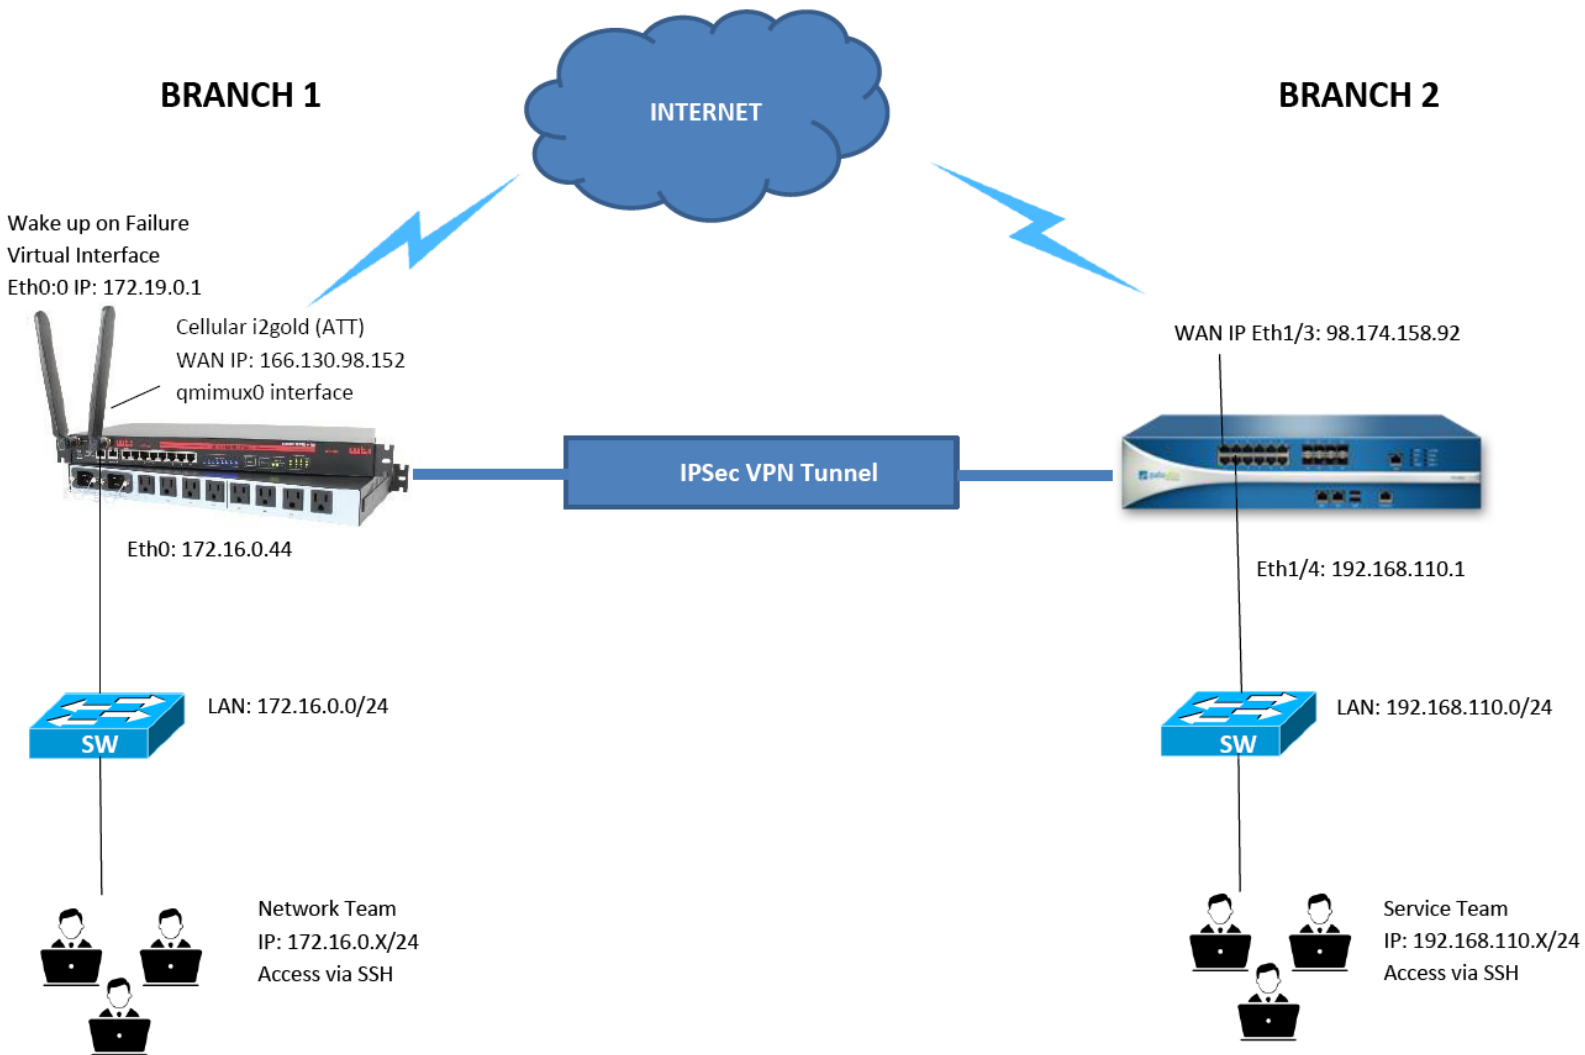 BRANCH 1
INTERNET
BRANCH 2
Wake up on Failure
Virtual Interface
Eth0:0 IP: 172.19.0.1
Cellular i2gold (ATT)
WAN IP: 166.130.98.152
qmimux0 interface
WAN IP Eth1/3: 98.174.158.92
IPSec VPN Tunnel
Eth0: 172.16.0.44
Eth1/4: 192.168.110.1
LAN: 172.16.0.0/24
SW
LAN: 192.168.110.0/24
SW
Network Team
IP: 172.16.0.X/24
Access via SSH
Service Team
IP: 192.168.110.X/24
Access via SSH